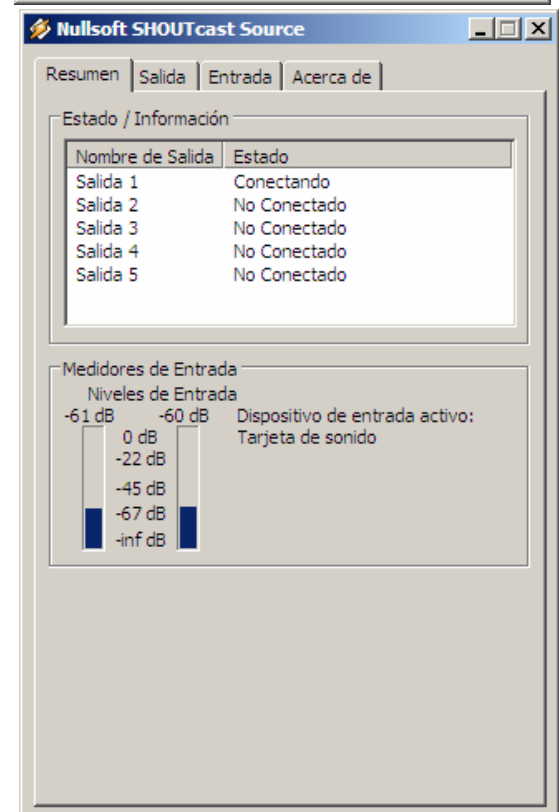 Nullsoft SHOUTcast Source
Resumen Salida Entrada Acerca de
Estado / Información
Nombre de Salida Estado
Salida 1 Conectando
Salida 2 No Conectado
Salida 3 No Conectado
Salida 4 No Conectado
Salida 5 No Conectado
Medidores de Entrada
Niveles de Entrada
-61 dB -60 dB Dispositivo de entrada activo:
0 dB Tarjeta de sonido
-22 dB
-45 dB
-67 dB
-inf dB